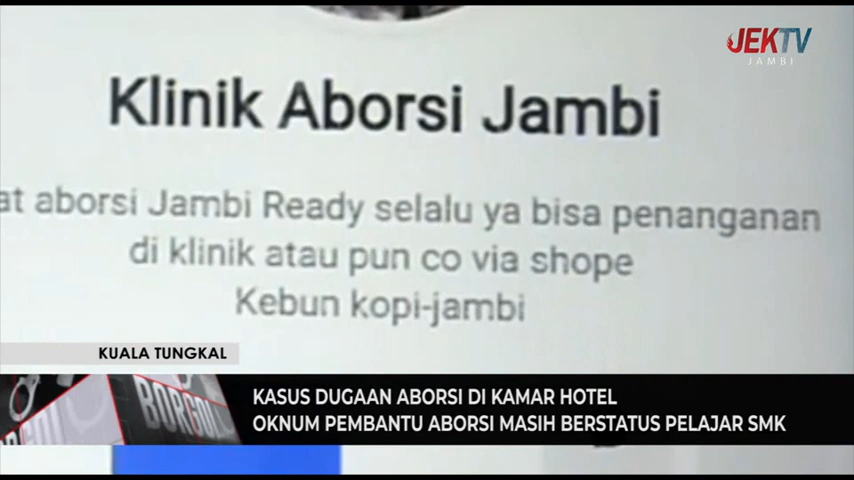 JEKTV
JAMBI
Klinik Aborsi Jambi
at aborsi Jambi Ready selalu ya bisa penanganan
di klinik atau pun co via shope
Kebun kopi-jambi
KUALA TUNGKAL
BORGOL
KASUS DUGAAN ABORSI DI KAMAR HOTEL
OKNUM PEMBANTU ABORSI MASIH BERSTATUS PELAJAR SMK